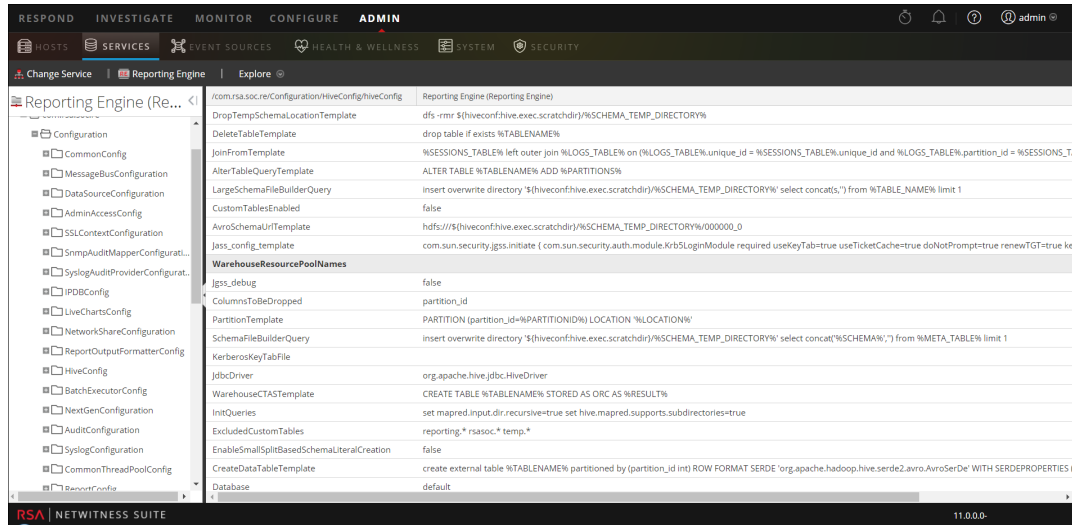 RESPOND INVESTIGATE MONITOR CONFIGURE ADMIN admin
HOSTS SERVICES EVENT SOURCES HEALTH & WELLNESS SYSTEM SECURITY
Change Service | Reporting Engine | Explore
Reporting Engine (Re...
Configuration
CommonConfig
MessageBusConfiguration
DataSourceConfiguration
AdminAccessConfig
SSLContextConfiguration
SnmpAuditMapperConfigurati...
SyslogAuditProviderConfigurat...
IPDBConfig
LiveChartsConfig
NetworkShareConfiguration
ReportOutputFormatterConfig
HiveConfig
BatchExecutorConfig
NextGenConfiguration
AuditConfiguration
SyslogConfiguration
CommonThreadPoolConfig
ReportConfig
/com.rsa.soc.re/Configuration/HiveConfig/hiveConfig Reporting Engine (Reporting Engine)
DropTempSchemaLocationTemplate dfs -rmr ${hiveconf:hive.exec.scratchdir}/%SCHEMA_TEMP_DIRECTORY%
DeleteTableTemplate drop table if exists %TABLENAME%
JoinFromTemplate %SESSIONS_TABLE% left outer join %LOGS_TABLE% on (%LOGS_TABLE%.unique_id = %SESSIONS_TABLE%.unique_id and %LOGS_TABLE%.partition_id = %SESSIONS_T
AlterTableQueryTemplate ALTER TABLE %TABLENAME% ADD %PARTITIONS%
LargeSchemaFileBuilderQuery insert overwrite directory '${hiveconf:hive.exec.scratchdir}/%SCHEMA_TEMP_DIRECTORY%' select concat(s,'') from %TABLE_NAME% limit 1
CustomTablesEnabled false
AvroSchemaUrlTemplate hdfs:///${hiveconf:hive.exec.scratchdir}/%SCHEMA_TEMP_DIRECTORY%/000000_0
Jass_config_template com.sun.security.jgss.initiate { com.sun.security.auth.module.Krb5LoginModule required useKeyTab=true useTicketCache=true doNotPrompt=true renewTGT=true ke
WarehouseResourcePoolNames
Jgss_debug false
ColumnsToBeDropped partition_id
PartitionTemplate PARTITION (partition_id=%PARTITIONID%) LOCATION '%LOCATION%'
SchemaFileBuilderQuery insert overwrite directory '${hiveconf:hive.exec.scratchdir}/%SCHEMA_TEMP_DIRECTORY%' select concat('%SCHEMA%','') from %META_TABLE% limit 1
KerberosKeyTabFile
JdbcDriver org.apache.hive.jdbc.HiveDriver
WarehouseCTASTemplate CREATE TABLE %TABLENAME% STORED AS ORC AS %RESULT%
InitQueries set mapred.input.dir.recursive=true set hive.mapred.supports.subdirectories=true
ExcludedCustomTables reporting.* rsasoc.* temp.*
EnableSmallSplitBasedSchemaLiteralCreation false
CreateDataTableTemplate create external table %TABLENAME% partitioned by (partition_id int) ROW FORMAT SERDE 'org.apache.hadoop.hive.serde2.avro.AvroSerDe' WITH SERDEPROPERTIES (
Database default
RSA NETWITNESS SUITE 11.0.0.0-